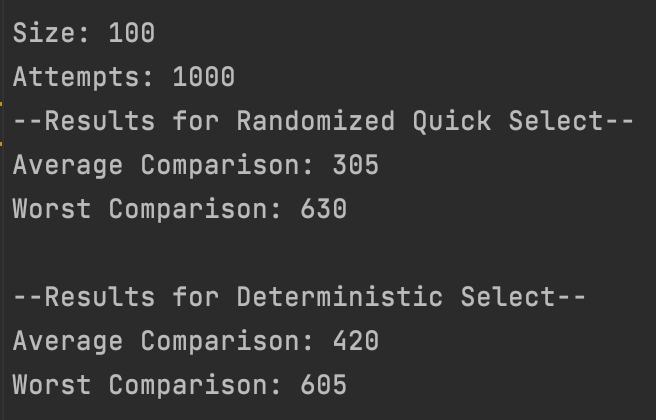 Size: 100
Attempts: 1000
--Results for Randomized Quick Select--
Average Comparison: 305
Worst Comparison: 630
--Results for Deterministic Select--
Average Comparison: 420
Worst Comparison: 605